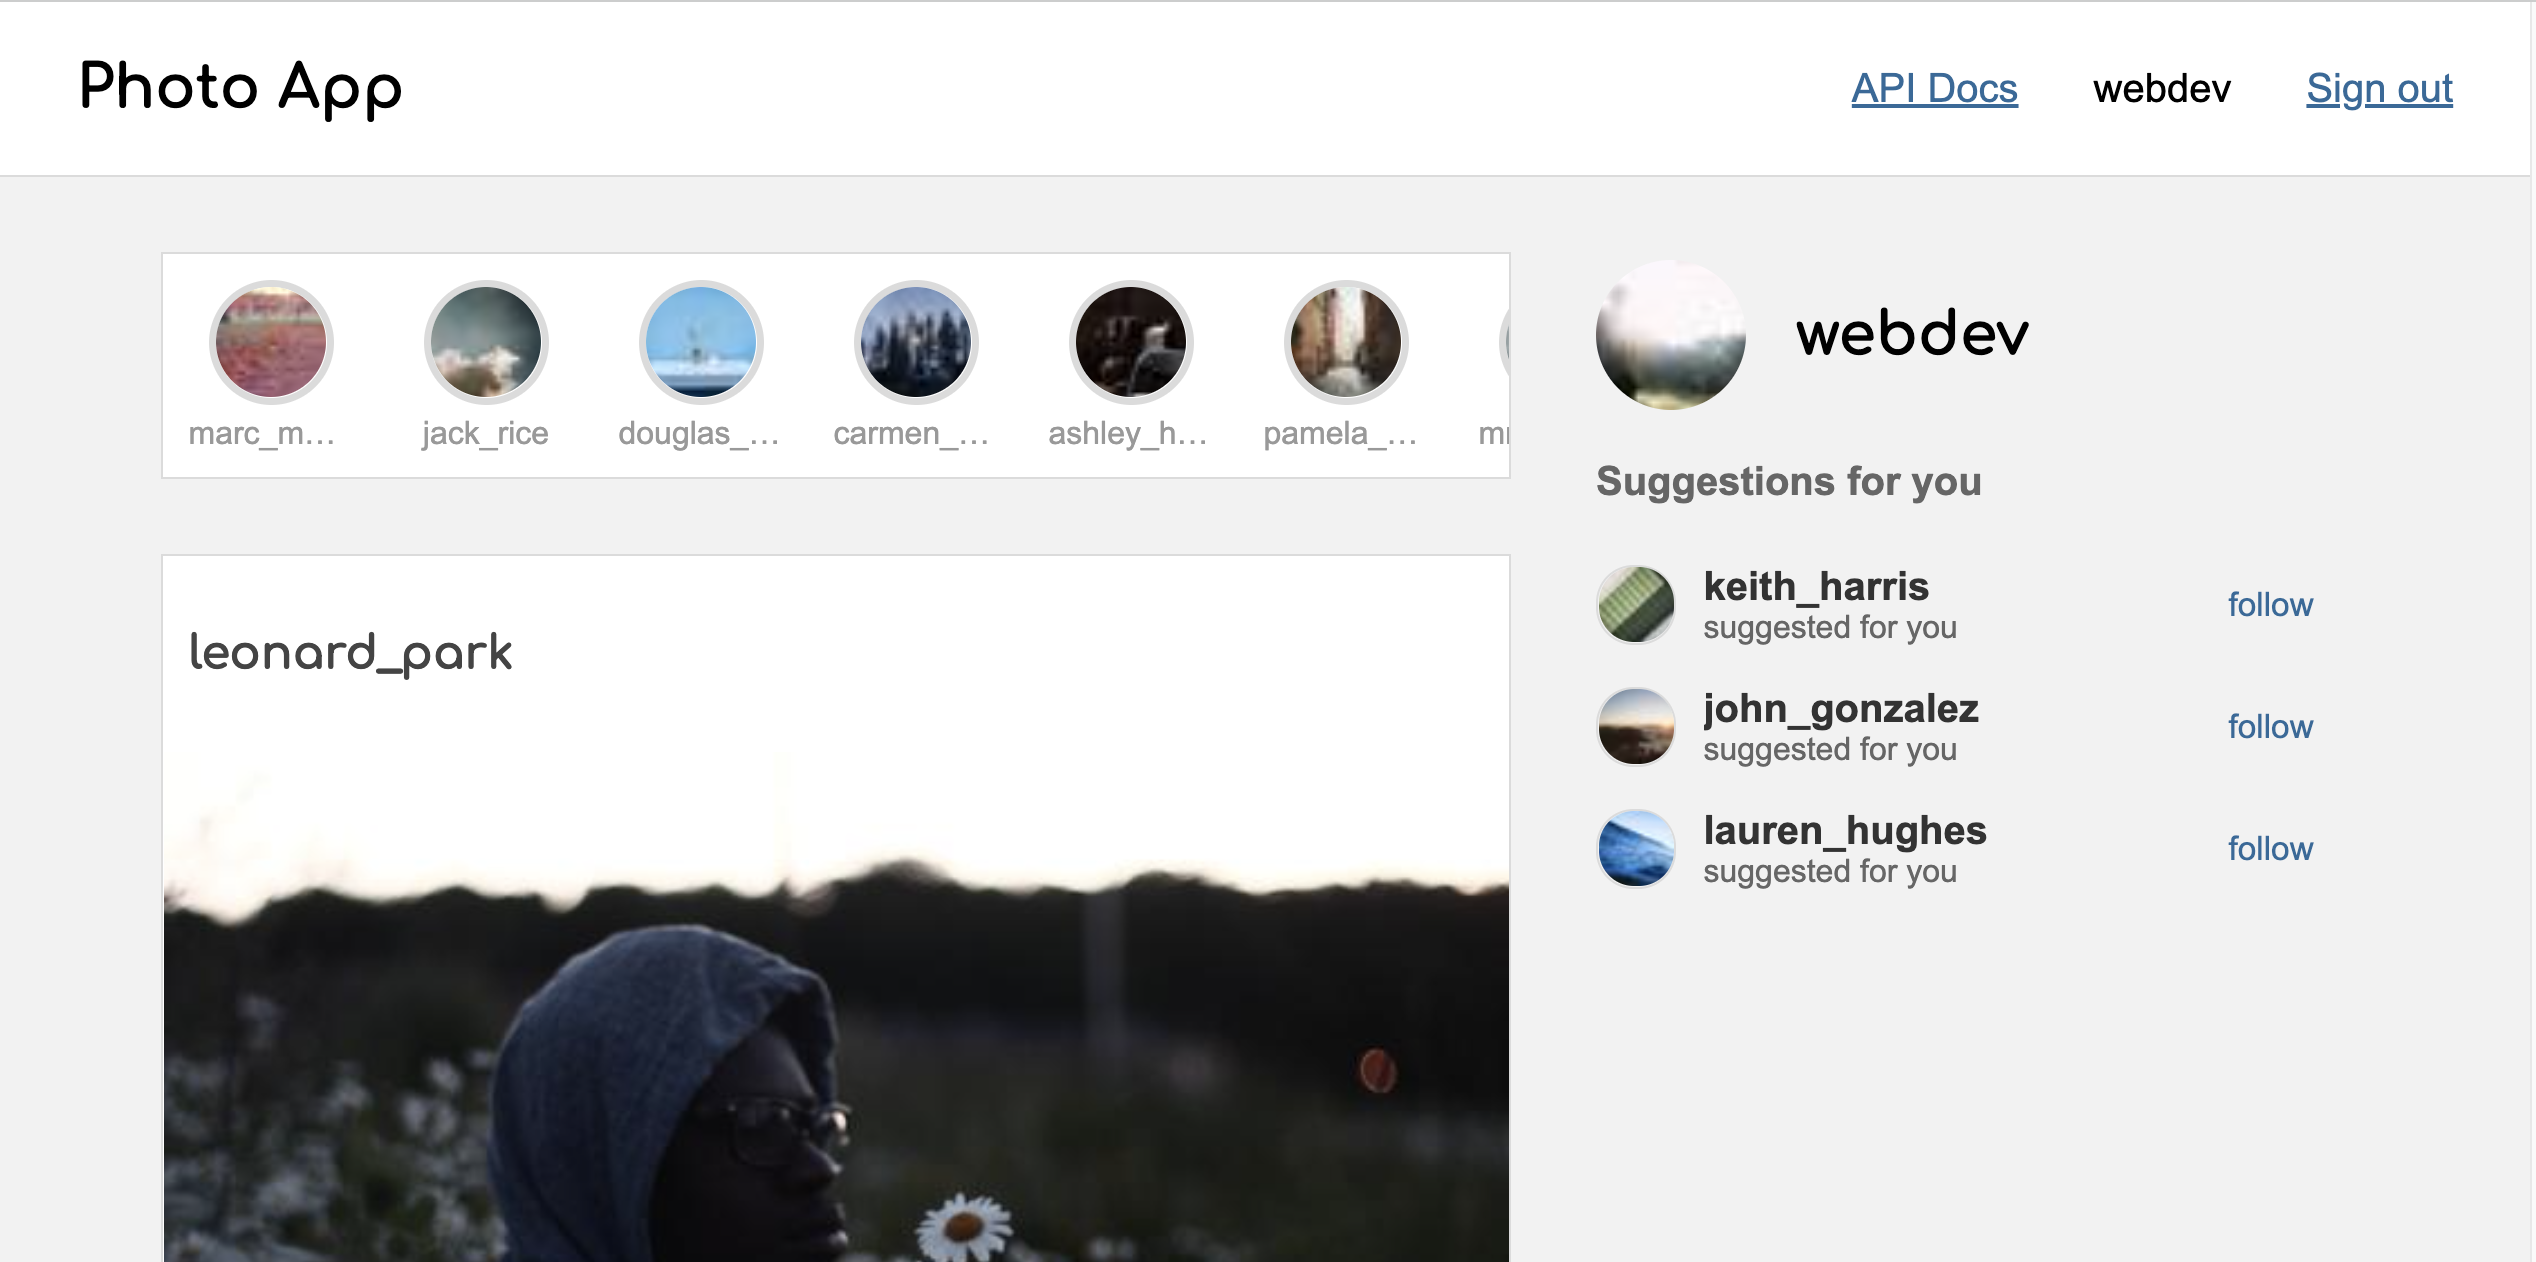 Photo App
API Docs webdev Sign out
marc_m… jack_rice douglas_… carmen_… ashley_h… pamela_…
webdev
Suggestions for you
keith_harris
suggested for you
follow
john_gonzalez
suggested for you
follow
lauren_hughes
suggested for you
follow
leonard_park